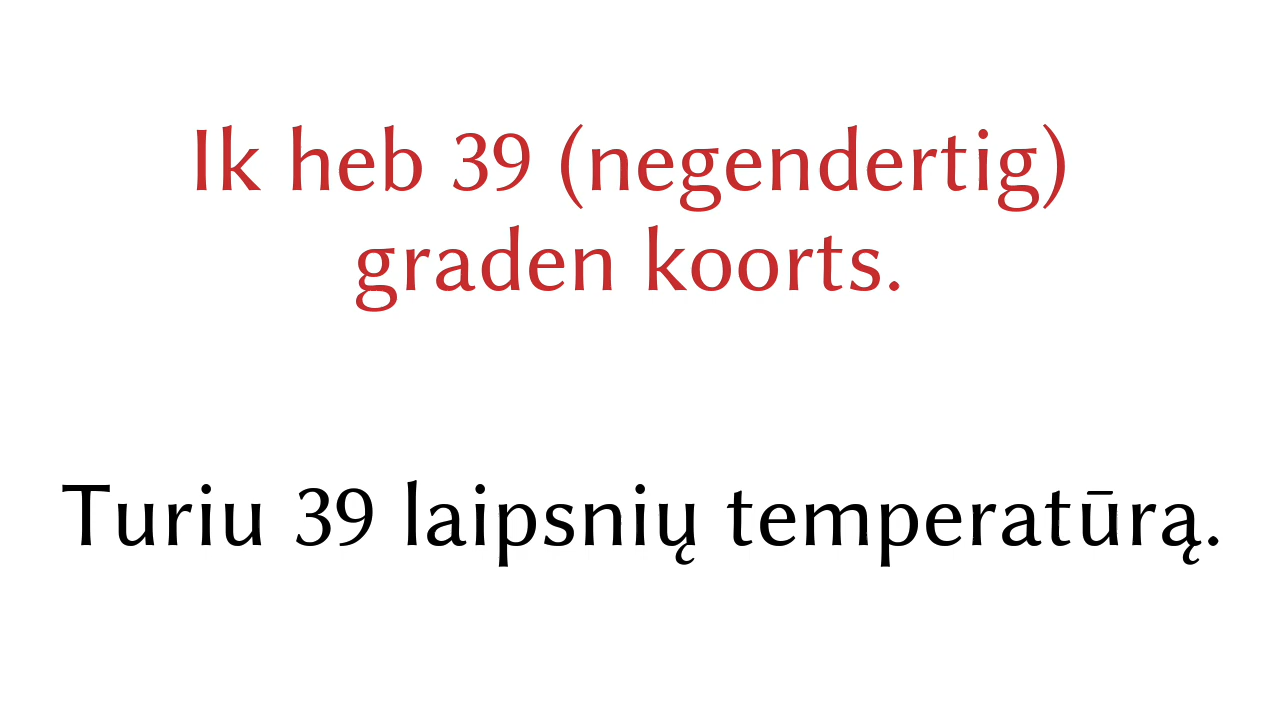 Ik heb 39 (negendertig)
graden koorts.
Turiu 39 laipsnių temperatūrą.